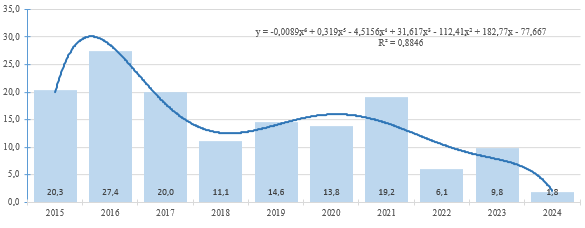 35,0
30,0
25,0
20,0
15,0
10,0
5,0
0,0
y = -0,0089x⁶ + 0,319x⁵ - 4,5156x⁴ + 31,617x³ - 112,41x² + 182,77x - 77,667
R² = 0,8846
20,3 27,4 20,0 11,1 14,6 13,8 19,2 6,1 9,8 1,8
2015 2016 2017 2018 2019 2020 2021 2022 2023 2024